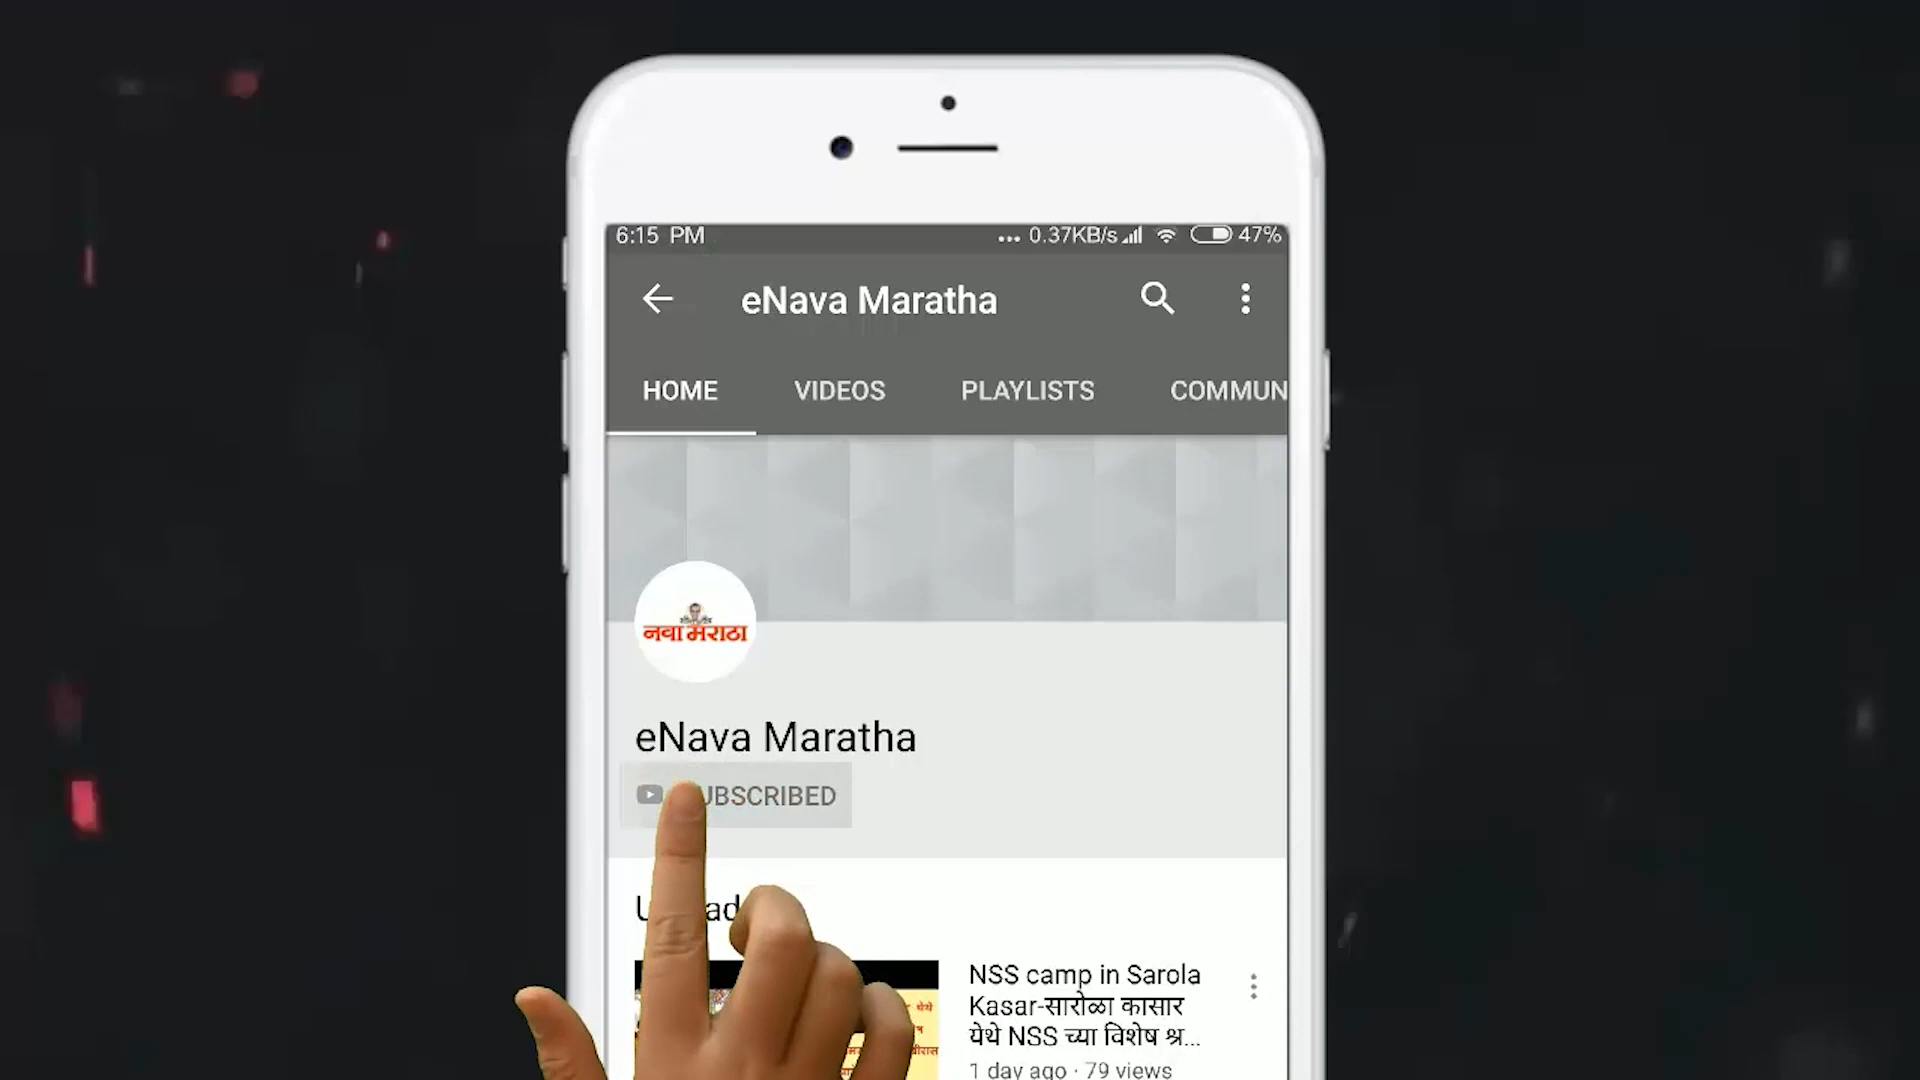 6:15 PM
... 0.37KB/s 47%
eNava Maratha
HOME VIDEOS PLAYLISTS COMMUN
नवा मराठा
eNava Maratha
UBSCRIBED
NSS camp in Sarola
Kasar-सारोळा कासार
येथे NSS च्या विशेष श्र...
1 day ago · 79 views